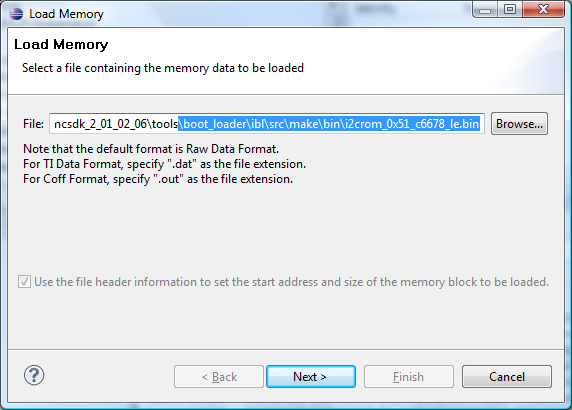 Load Memory
Load Memory
Select a file containing the memory data to be loaded
File: ncsdk_2_01_02_06\tools\boot_loader\ibl\src\make\bin\i2crom_0x51_c6678_le.bin Browse...
Note that the default format is Raw Data Format.
For TI Data Format, specify ".dat" as the file extension.
For Coff Format, specify ".out" as the file extension.
Use the file header information to set the start address and size of the memory block to be loaded.
? < Back Next > Finish Cancel